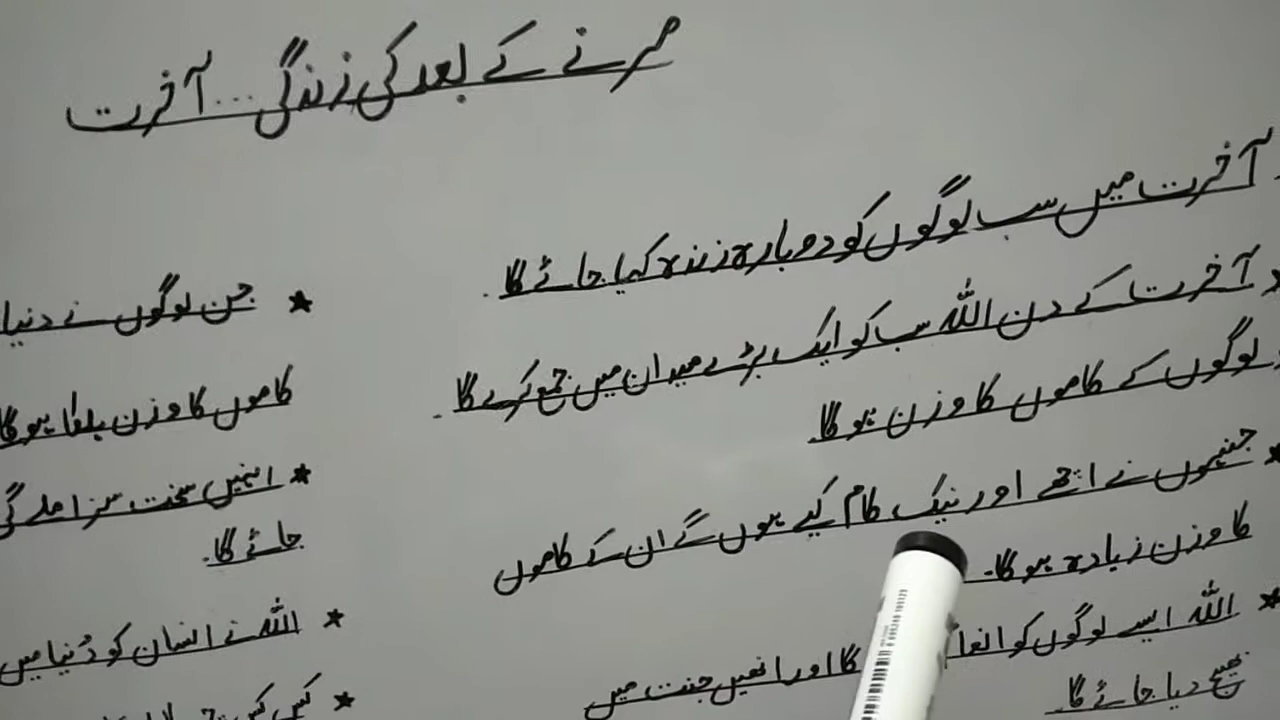 مرنے کے بعد کی زندگی... آخرت
آخرت میں سب لوگوں کو دوبارہ زندہ کیا جائے گا۔
آخرت کے دن اللہ سب کو ایک بڑے میدان میں جمع کرے گا۔
لوگوں کے کاموں کا وزن ہوگا۔
جنہوں نے اچھے اور نیک کام کیے ہوں گے ان کے کاموں
کا وزن زیادہ ہوگا۔
اللہ ایسے لوگوں کو گا اور انھیں جنت میں
بھیج دیا جائے گا۔
★ جن لوگوں نے دنیا
کاموں کا وزن ہلکا ہوگا
★ انہیں سخت سزا ملے گی
جائے گا۔
★ اللہ نے انسان کو دُنیا میں
★ کس کس